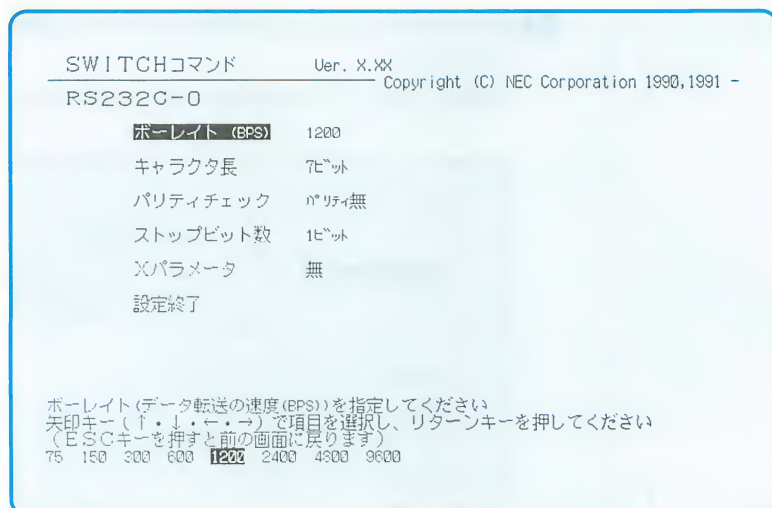 SWITCHコマンド Ver. X.XX
Copyright (C) NEC Corporation 1990,1991 -
RS232C-0
ボーレイト (BPS) 1200
キャラクタ長 7ビット
パリティチェック パリティ無
ストップビット数 1ビット
Xパラメータ 無
設定終了
ボーレイト(データ転送の速度(BPS))を指定してください
矢印キー(↑・↓・←・→)で項目を選択し、リターンキーを押してください
(ESCキーを押すと前の画面に戻ります)
75 150 300 600 1200 2400 4800 9600